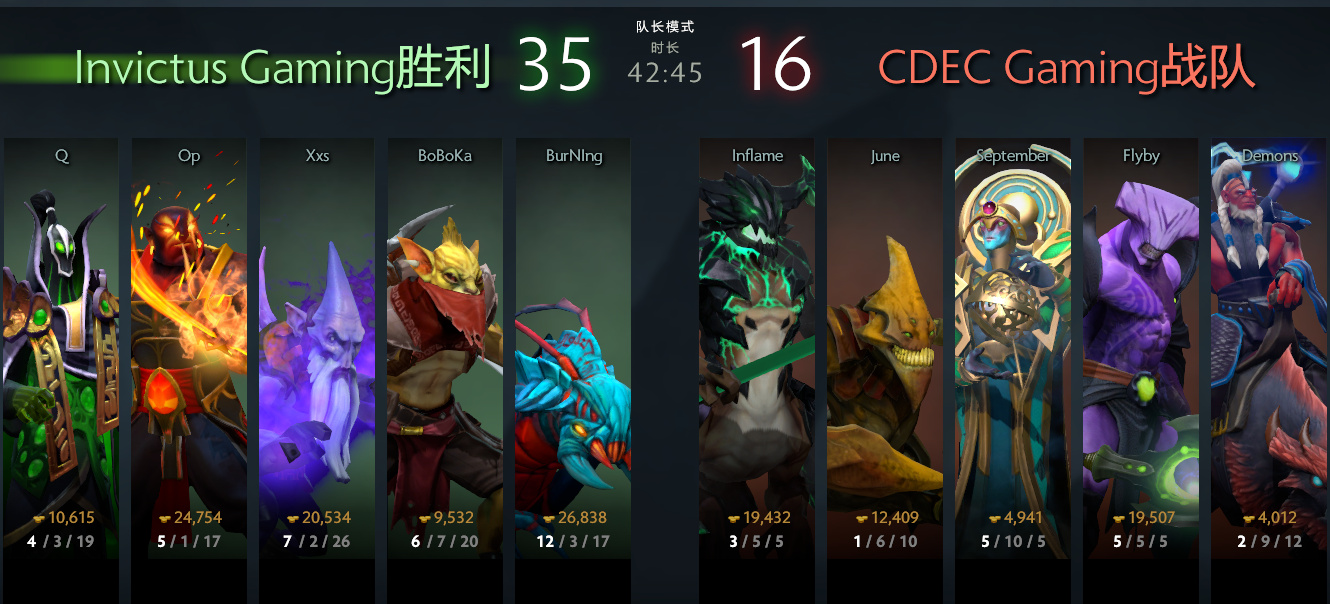 队长模式
Invictus Gaming胜利 35 时长 16 CDEC Gaming战队
42:45
Q Op Xxs BoBoKa BurNIng Inflame June September Flyby Demons
10,615 24,754 20,534 9,532 26,838 19,432 12,409 4,941 19,507 4,012
4 / 3 / 19 5 / 1 / 17 7 / 2 / 26 6 / 7 / 20 12 / 3 / 17 3 / 5 / 5 1 / 6 / 10 5 / 10 / 5 5 / 5 / 5 2 / 9 / 12